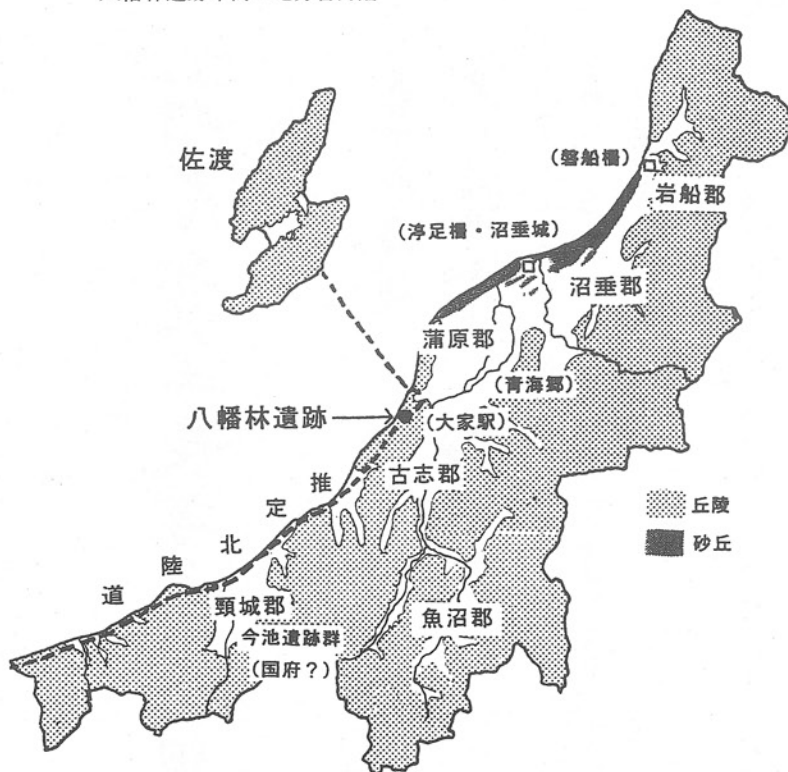 佐渡
(磐船柵)
岩船郡
(渟足柵・沼垂城)
沼垂郡
蒲原郡
(青海郷)
八幡林遺跡
(大家駅)
古志郡
推定北陸道
丘陵
砂丘
頸城郡
魚沼郡
今池遺跡群
(国府?)